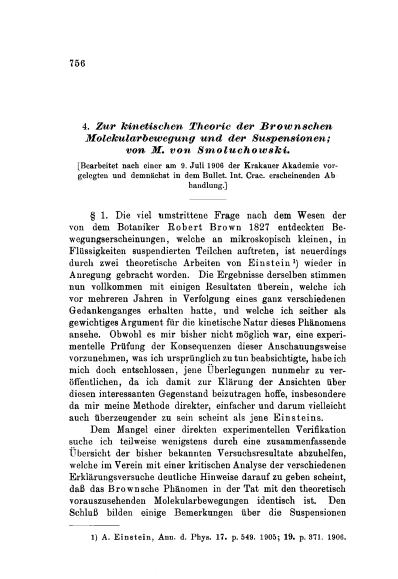 756
4. Zur kinetischen Theorie der Brownschen
Molekularbewegung und der Suspensionen;
von M. von Smoluchowski.
[Bearbeitet nach einer am 9. Juli 1906 der Krakauer Akademie vor-
gelegten und demnächst in dem Bullet. Int. Crac. erscheinenden Ab
handlung.]
§ 1. Die viel umstrittene Frage nach dem Wesen der
von dem Botaniker Robert Brown 1827 entdeckten Be-
wegungserscheinungen, welche an mikroskopisch kleinen, in
Flüssigkeiten suspendierten Teilchen auftreten, ist neuerdings
durch zwei theoretische Arbeiten von Einstein¹) wieder in
Anregung gebracht worden. Die Ergebnisse derselben stimmen
nun vollkommen mit einigen Resultaten überein, welche ich
vor mehreren Jahren in Verfolgung eines ganz verschiedenen
Gedankenganges erhalten hatte, und welche ich seither als
gewichtiges Argument für die kinetische Natur dieses Phänomens
ansehe. Obwohl es mir bisher nicht möglich war, eine experi-
mentelle Prüfung der Konsequenzen dieser Anschauungsweise
vorzunehmen, was ich ursprünglich zu tun beabsichtigte, habe ich
mich doch entschlossen, jene Überlegungen nunmehr zu ver-
öffentlichen, da ich damit zur Klärung der Ansichten über
diesen interessanten Gegenstand beizutragen hoffe, insbesondere
da mir meine Methode direkter, einfacher und darum vielleicht
auch überzeugender zu sein scheint als jene Einsteins.
Dem Mangel einer direkten experimentellen Verifikation
suche ich teilweise wenigstens durch eine zusammenfassende
Übersicht der bisher bekannten Versuchsresultate abzuhelfen,
welche im Verein mit einer kritischen Analyse der verschiedenen
Erklärungsversuche deutliche Hinweise darauf zu geben scheint,
daß das Brownsche Phänomen in der Tat mit den theoretisch
vorauszusehenden Molekularbewegungen identisch ist. Den
Schluß bilden einige Bemerkungen über die Suspensionen
1) A. Einstein, Ann. d. Phys. 17. p. 549. 1905; 19. p. 371. 1906.